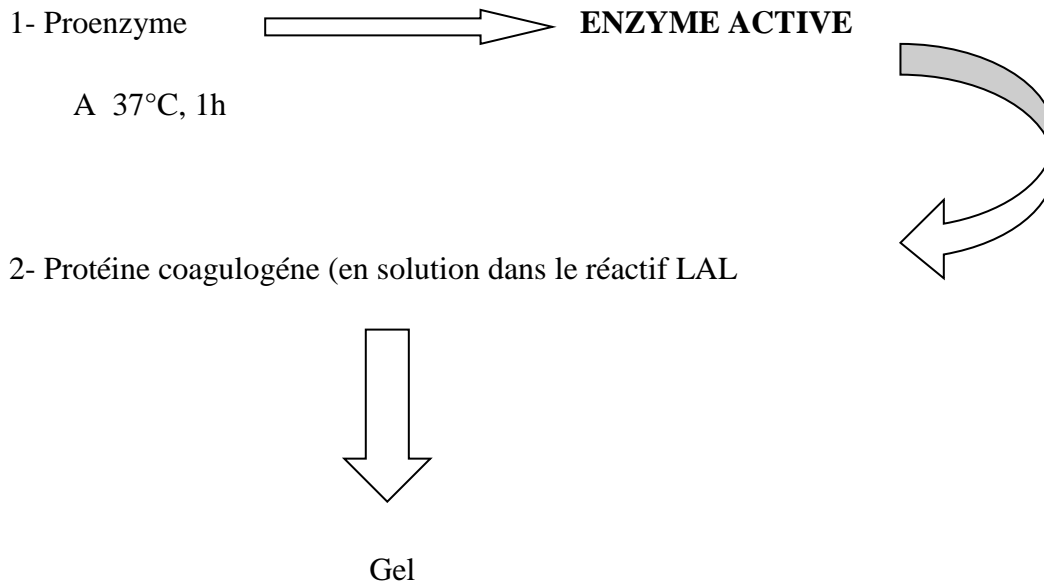 1- Proenzyme ENZYME ACTIVE
A 37°C, 1h
2- Protéine coagulogéne (en solution dans le réactif LAL
Gel